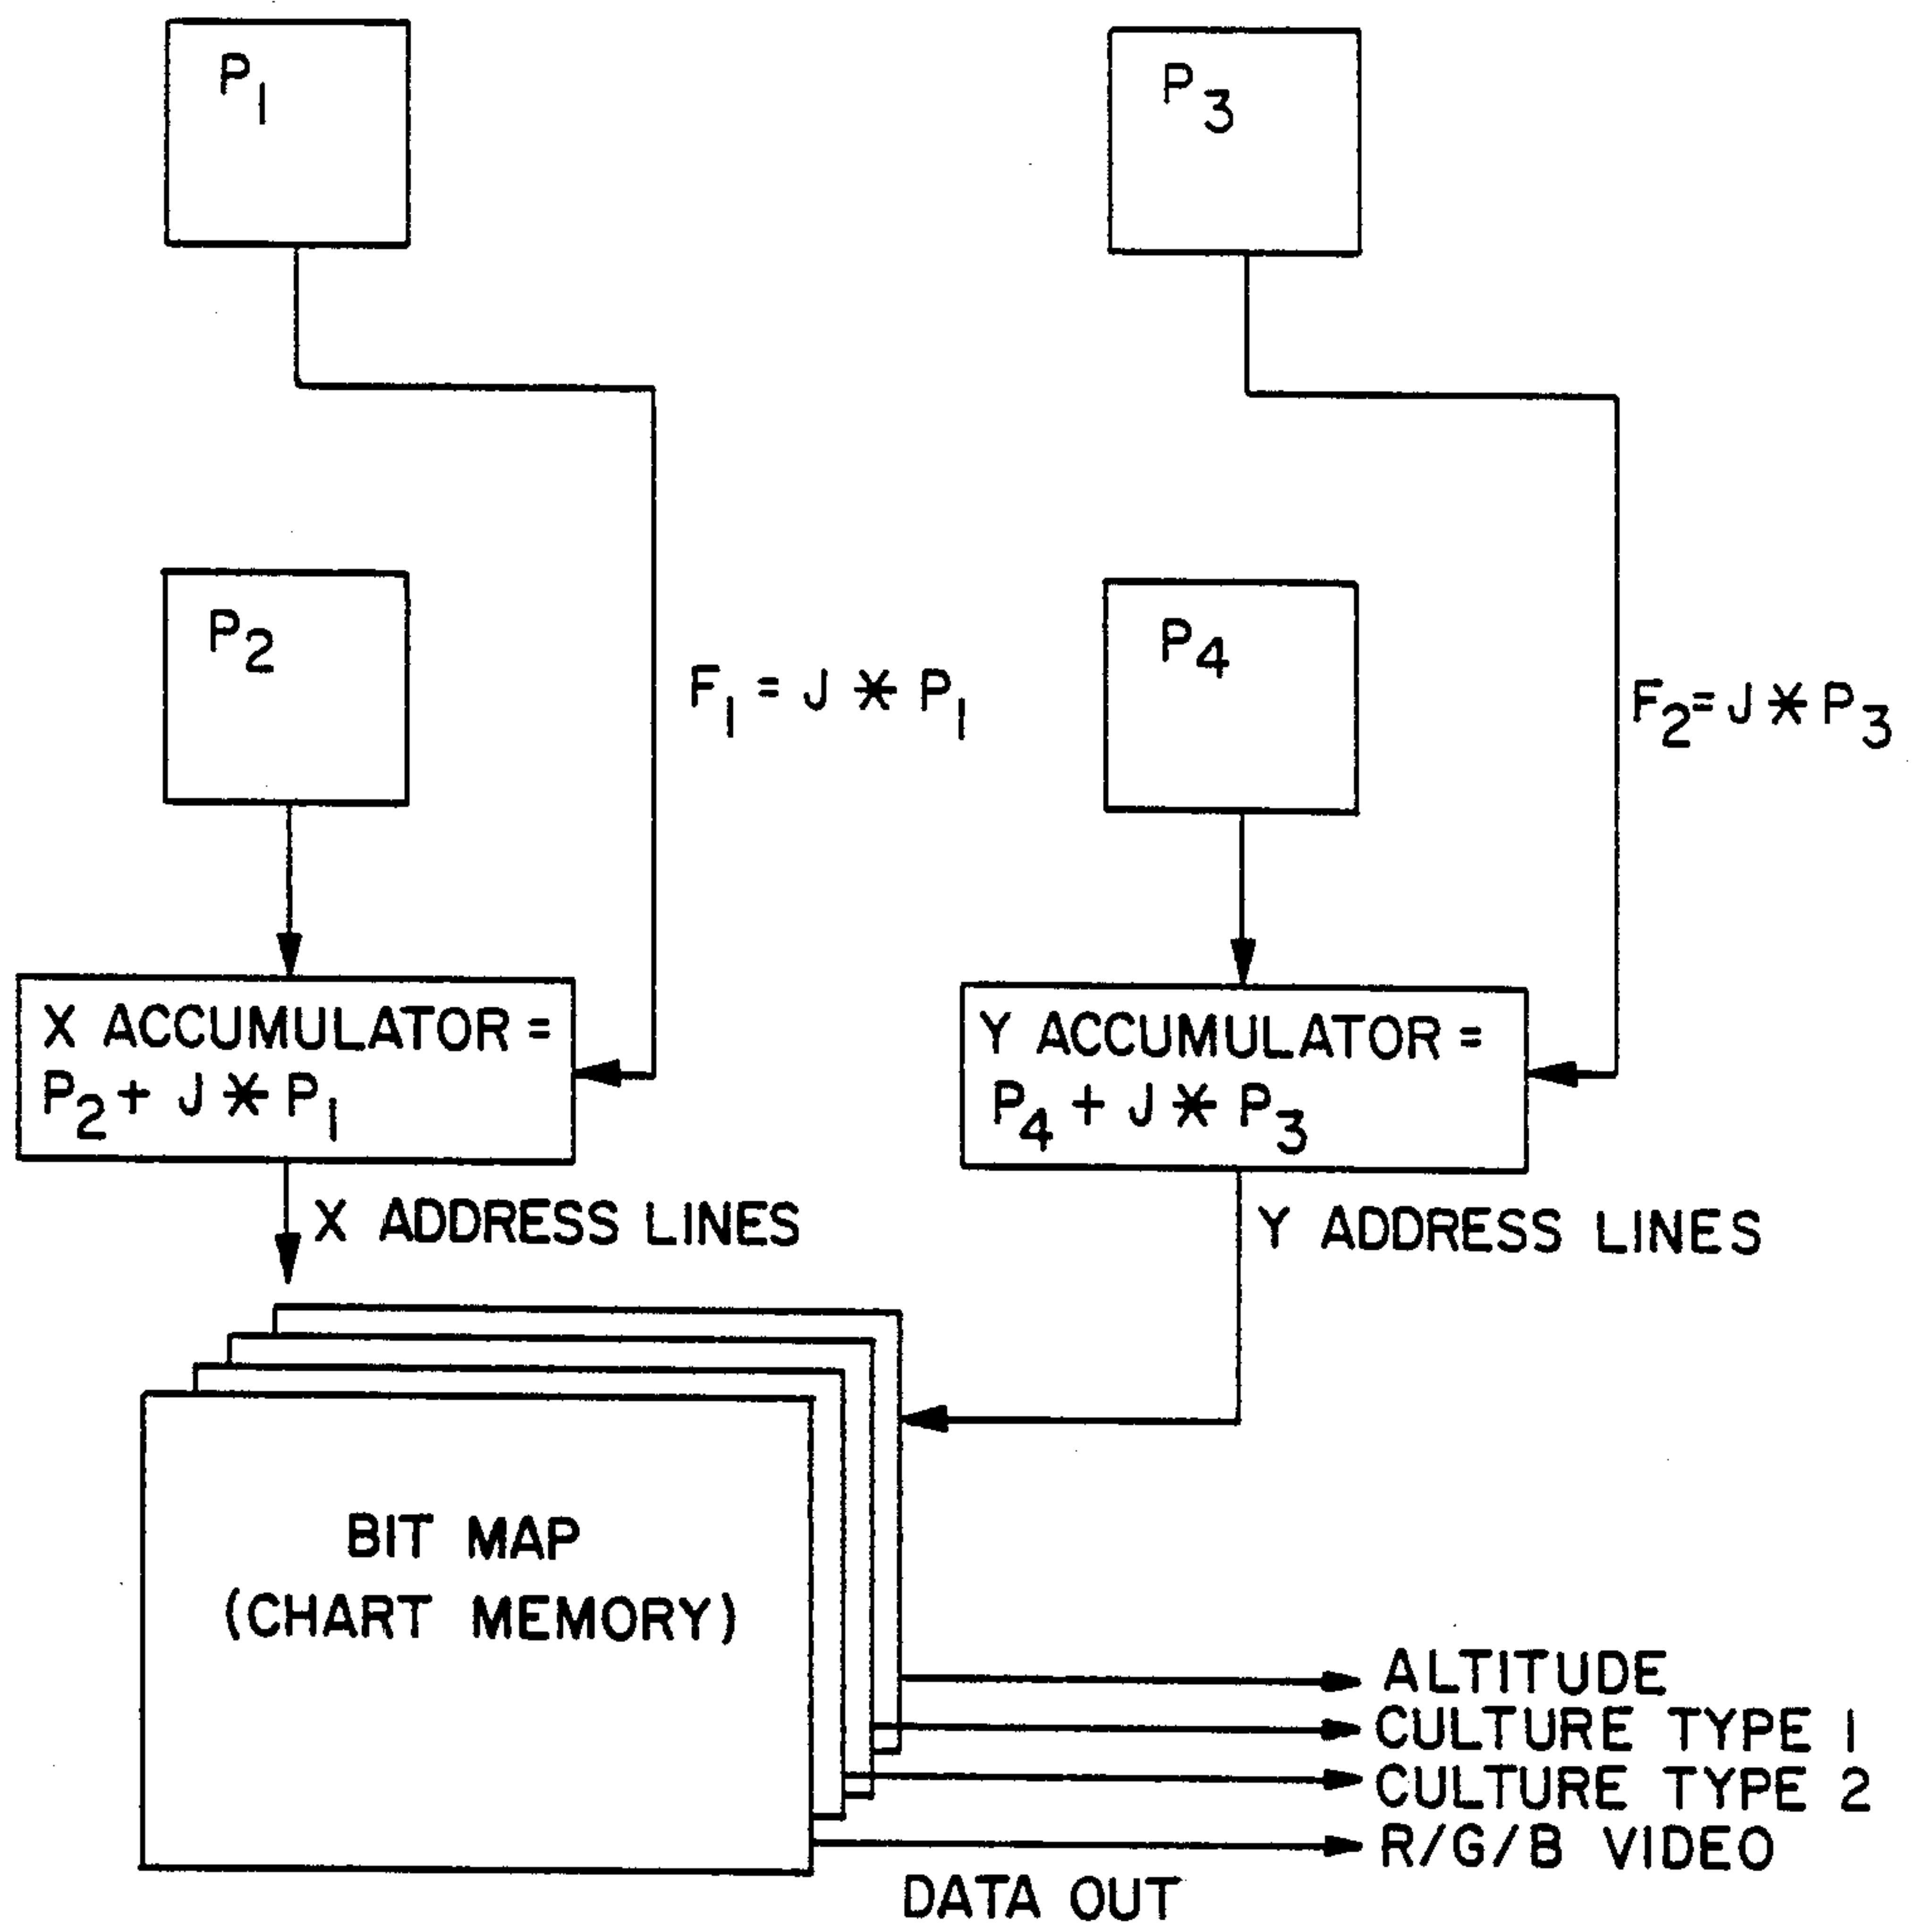 P1
P3
P2
P4
F1 = J * P1
F2 = J * P3
X ACCUMULATOR =
P2 + J * P1
Y ACCUMULATOR =
P4 + J * P3
X ADDRESS LINES
Y ADDRESS LINES
BIT MAP
(CHART MEMORY)
ALTITUDE
CULTURE TYPE 1
CULTURE TYPE 2
R/G/B VIDEO
DATA OUT